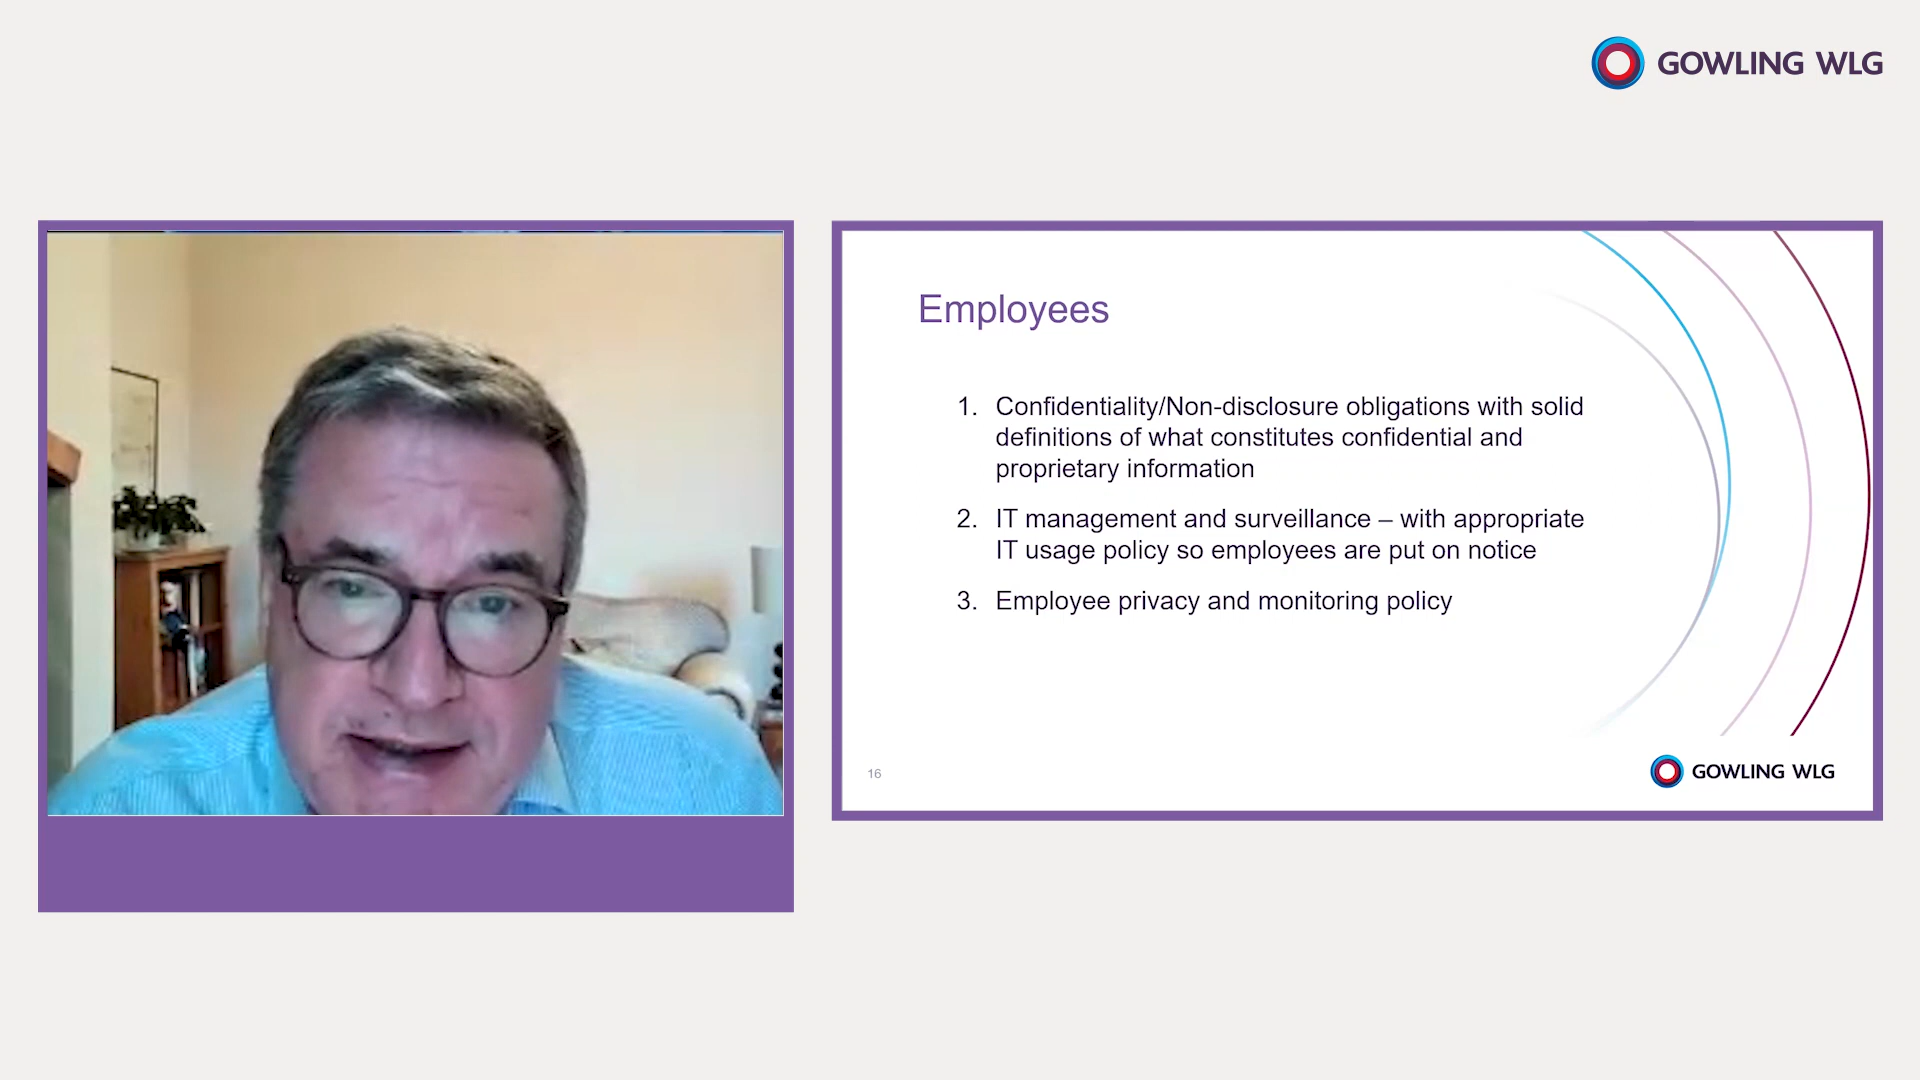 GOWLING WLG
Employees
1. Confidentiality/Non-disclosure obligations with solid
definitions of what constitutes confidential and
proprietary information
2. IT management and surveillance – with appropriate
IT usage policy so employees are put on notice
3. Employee privacy and monitoring policy
16
GOWLING WLG